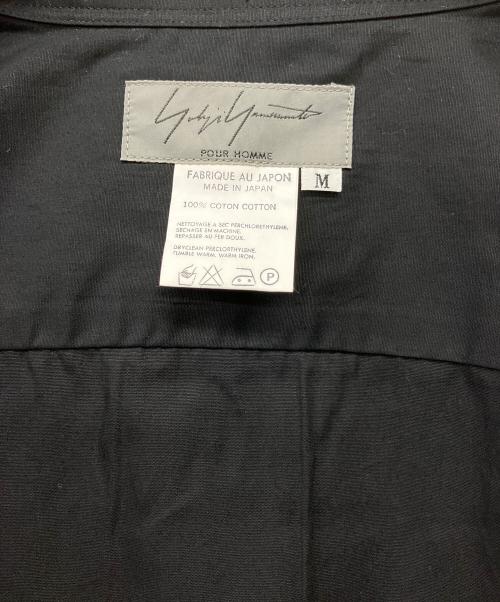 Yohji Yamamoto
POUR HOMME
FABRIQUE AU JAPON
MADE IN JAPAN
M
100% COTON COTTON
NETTOYAGE A SEC PERCHLORETHYLENE.
SECHAGE EN MACHINE.
REPASSER AU FER DOUX.
DRYCLEAN PERCLORTHYLENE.
TUMBLE WARM. WARM IRON.
P